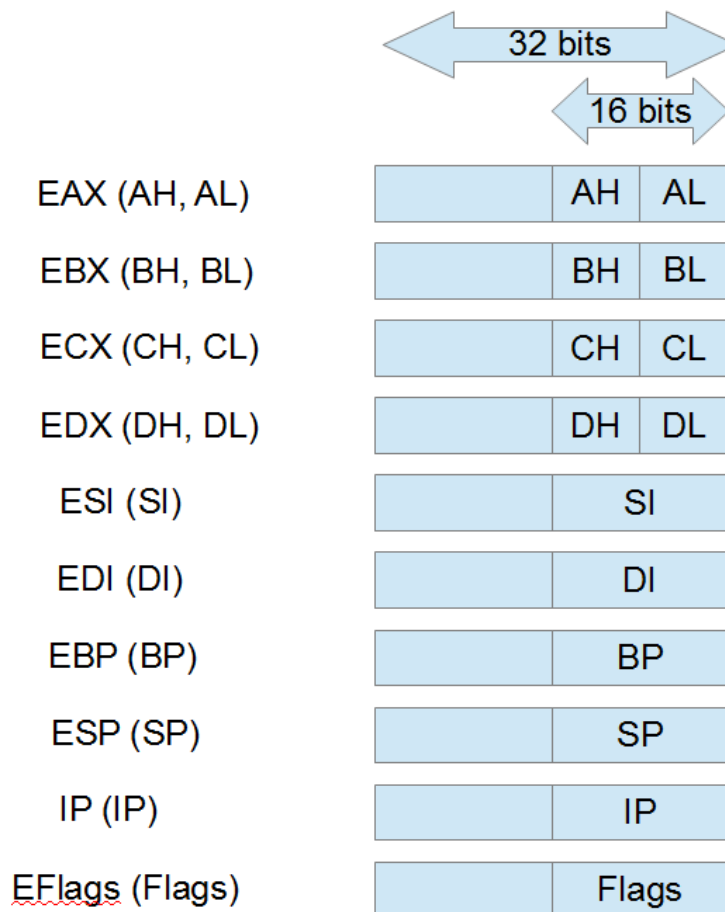 32 bits
16 bits
EAX (AH, AL) AH AL
EBX (BH, BL) BH BL
ECX (CH, CL) CH CL
EDX (DH, DL) DH DL
ESI (SI) SI
EDI (DI) DI
EBP (BP) BP
ESP (SP) SP
IP (IP) IP
EFlags (Flags) Flags